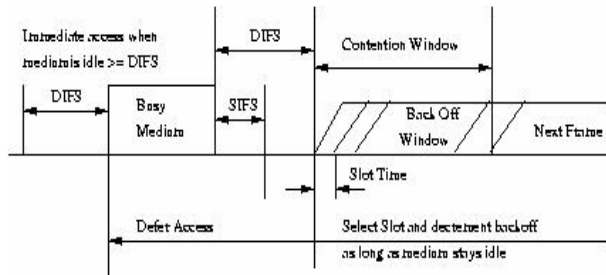 Immediate access when
medium is idle >= DIFS
DIFS
Contention Window
DIFS
Busy
Medium
SIFS
Back Off
Window
Next Frame
Slot Time
Defer Access
Select Slot and decrement backoff
as long as medium stays idle